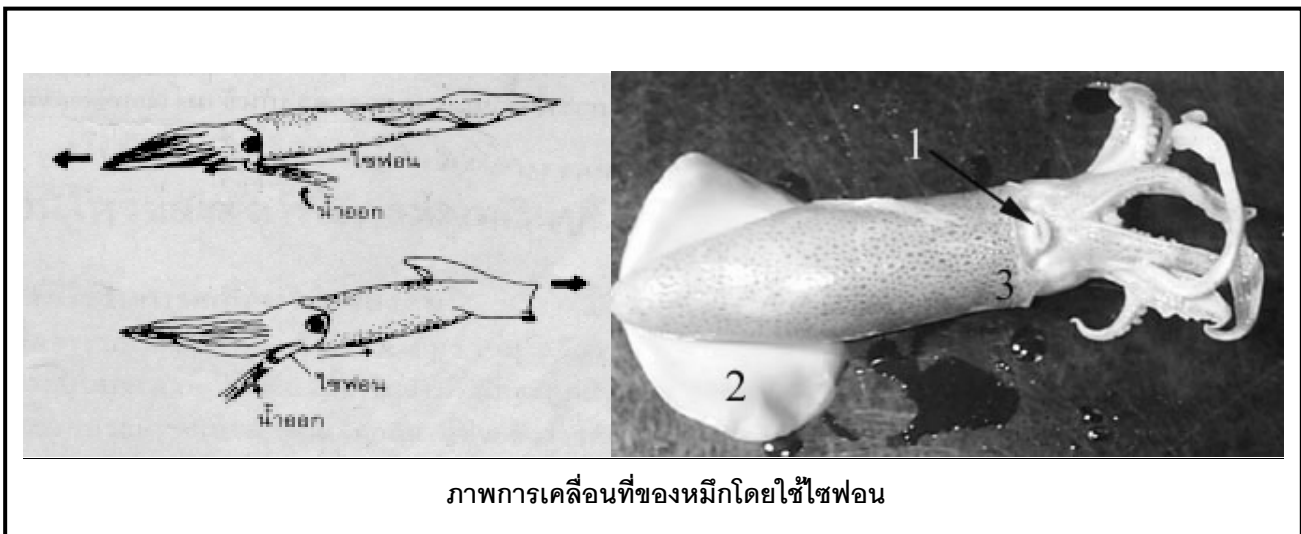 ไซฟอน
น้ำออก
ไซฟอน
น้ำออก
1
2
3
ภาพการเคลื่อนที่ของหมึกโดยใช้ไซฟอน